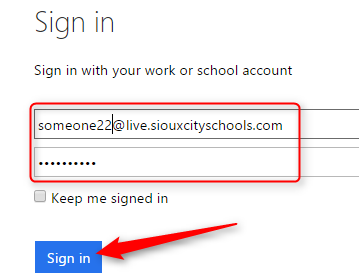 Sign in
Sign in with your work or school account
someone22@live.siouxcityschools.com
••••••••••
Keep me signed in
Sign in